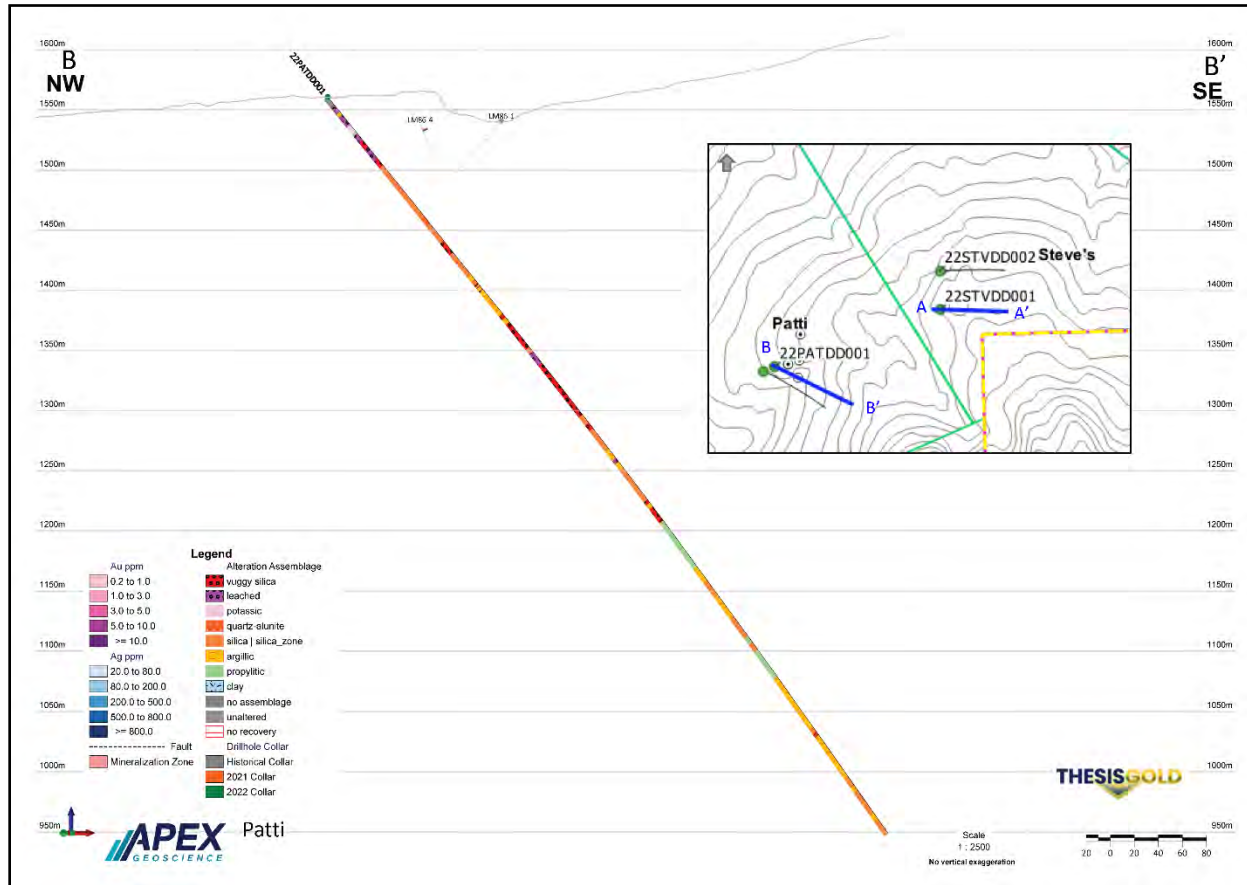 B
NW
B'
SE
1600m
1600m
22PATDD001
1550m
1550m
LM86 4
LM86 1
1500m
1500m
1450m
1450m
1400m
1400m
1350m
1350m
1300m
1300m
1250m
1250m
1200m
1200m
1150m
1150m
1100m
1100m
1050m
1050m
1000m
1000m
950m
950m
22STVDD002 Steve's
22STVDD001
A
A'
Patti
B
22PATDD001
B'
Legend
Au ppm
0.2 to 1.0
1.0 to 3.0
3.0 to 5.0
5.0 to 10.0
>= 10.0
Ag ppm
20.0 to 80.0
80.0 to 200.0
200.0 to 500.0
500.0 to 800.0
>= 800.0
Fault
Mineralization Zone
Alteration Assemblage
vuggy silica
leached
potassic
quartz-alunite
silica | silica_zone
argillic
propylitic
clay
no assemblage
unaltered
no recovery
Drillhole Collar
Historical Collar
2021 Collar
2022 Collar
APEX
GEOSCIENCE
Patti
THESISGOLD
Scale
1 : 2500
No vertical exaggeration
20 0 20 40 60 80